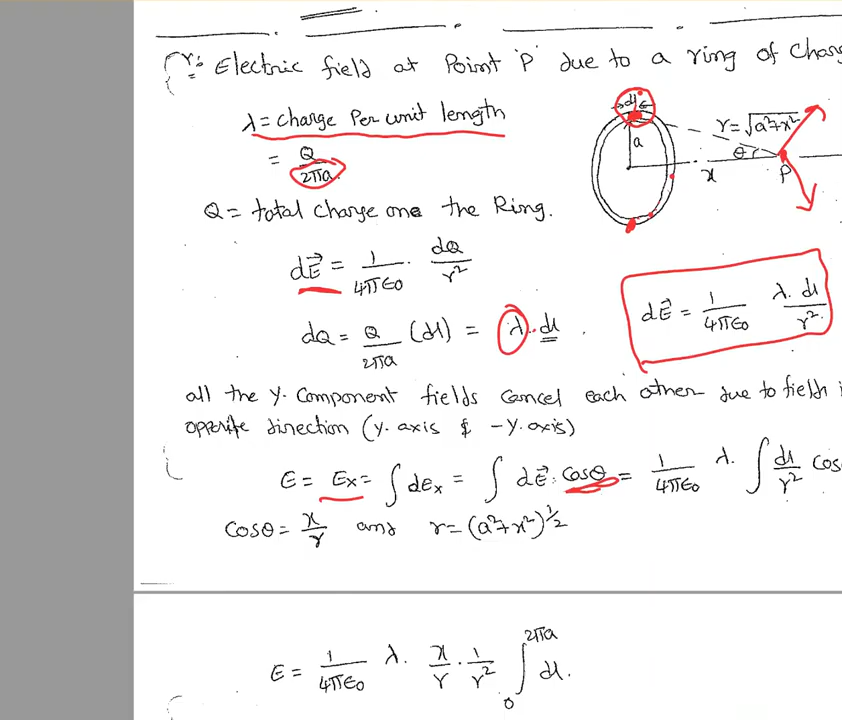 Electric field at Point 'P' due to a ring of Char
λ = charge Per unit length
= Q / 2πa
Q = total charge one the Ring.
dl
a
r = √a²+x²
θ
x
P
dE⃗ = 1/4πε0 · dQ/r²
dQ = Q/2πa (dl) = λ · dl
dE⃗ = 1/4πε0 λ. dl/r²
all the y. Component fields cancel each other due to fields i
opposite direction (y. axis & -y. axis)
E = Ex = ∫ dEx = ∫ dE⃗. cosθ = 1/4πε0 λ. ∫ dl/r² cos
cosθ = x/r and r = (a²+x²)^1/2
E = 1/4πε0 λ. x/r · 1/r² ∫₀^2πa dl.